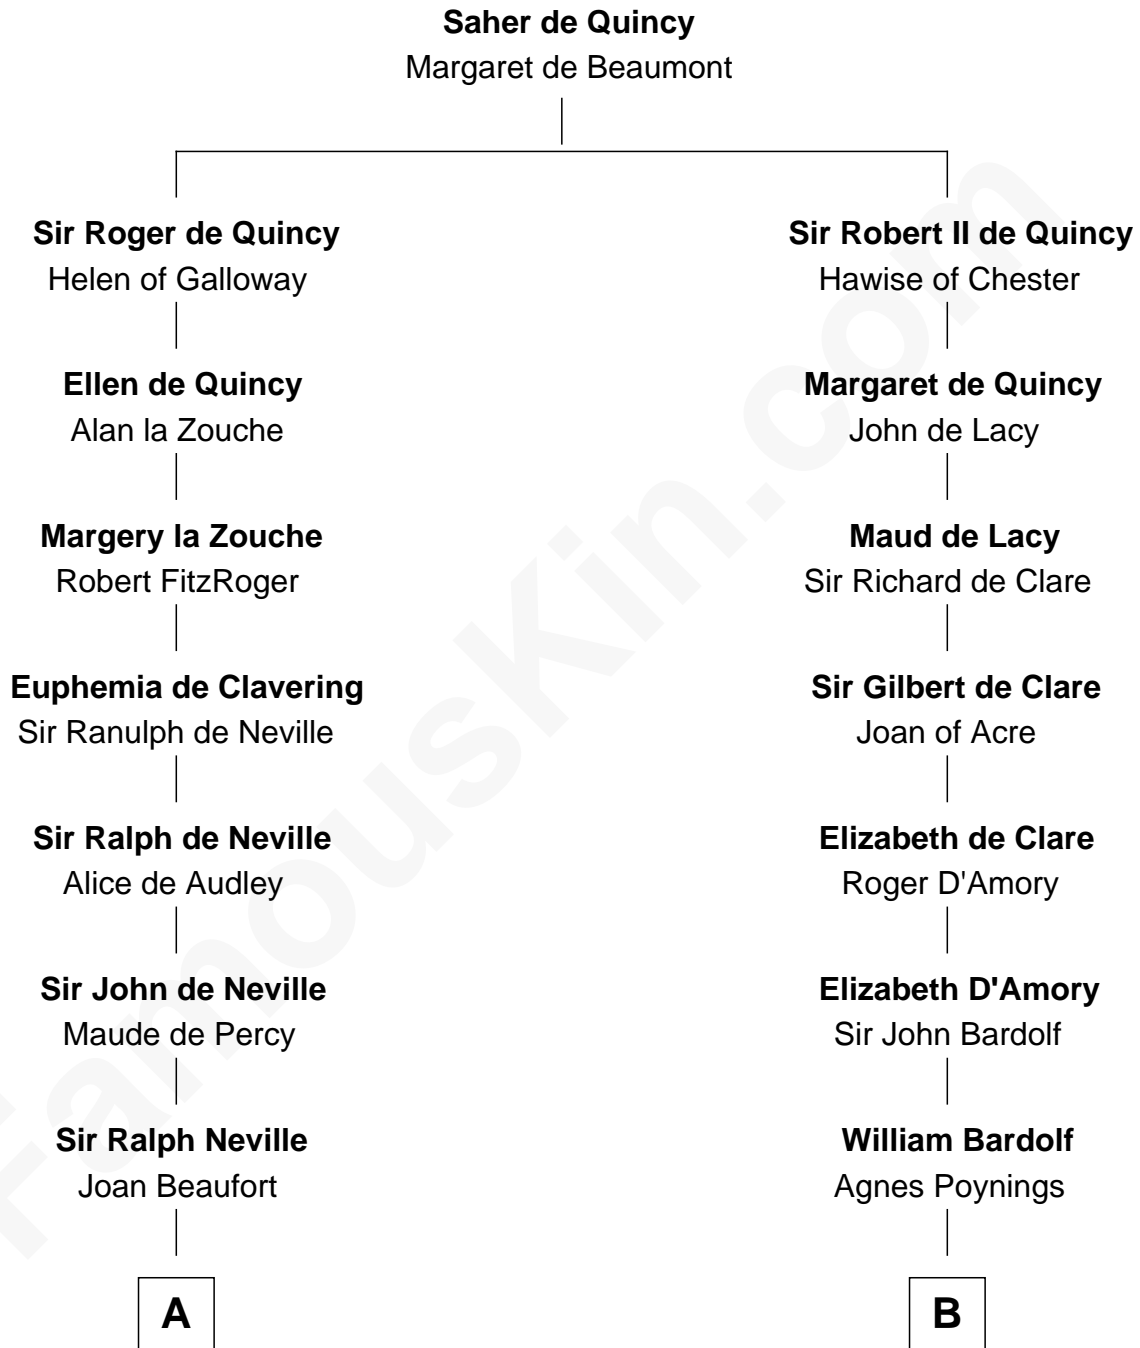 Saher de Quincy
Margaret de Beaumont
Sir Roger de Quincy
Helen of Galloway
Sir Robert II de Quincy
Hawise of Chester
Ellen de Quincy
Alan la Zouche
Margaret de Quincy
John de Lacy
Margery la Zouche
Robert FitzRoger
Maud de Lacy
Sir Richard de Clare
Euphemia de Clavering
Sir Ranulph de Neville
Sir Gilbert de Clare
Joan of Acre
Sir Ralph de Neville
Alice de Audley
Elizabeth de Clare
Roger D'Amory
Sir John de Neville
Maude de Percy
Elizabeth D'Amory
Sir John Bardolf
Sir Ralph Neville
Joan Beaufort
William Bardolf
Agnes Poynings
A
B
FamousKin.com